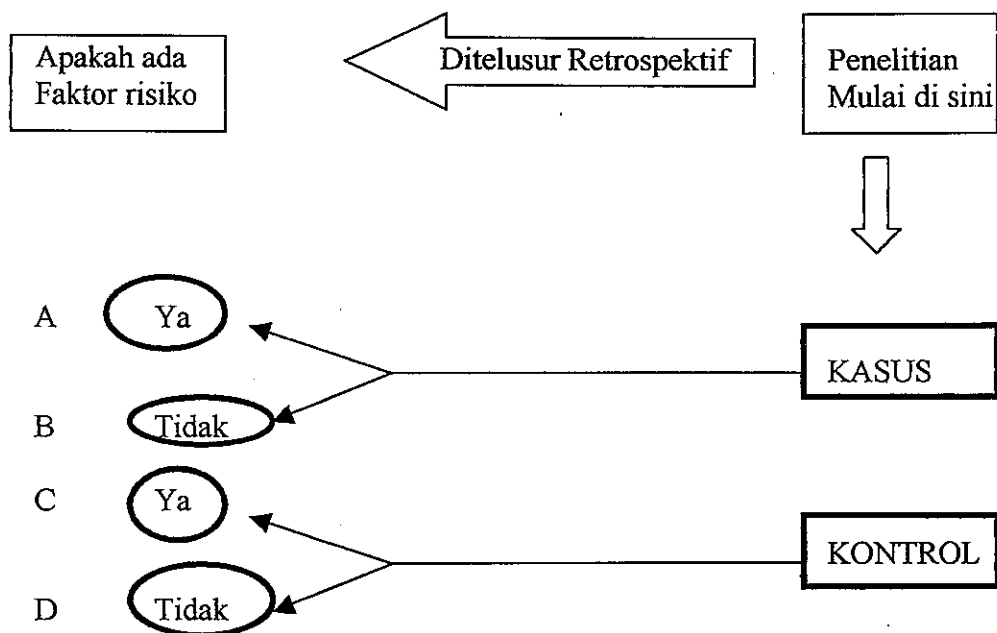 Apakah ada
Faktor risiko
Ditelusur Retrospektif
Penelitian
Mulai di sini
A Ya
KASUS
B Tidak
C Ya
KONTROL
D Tidak